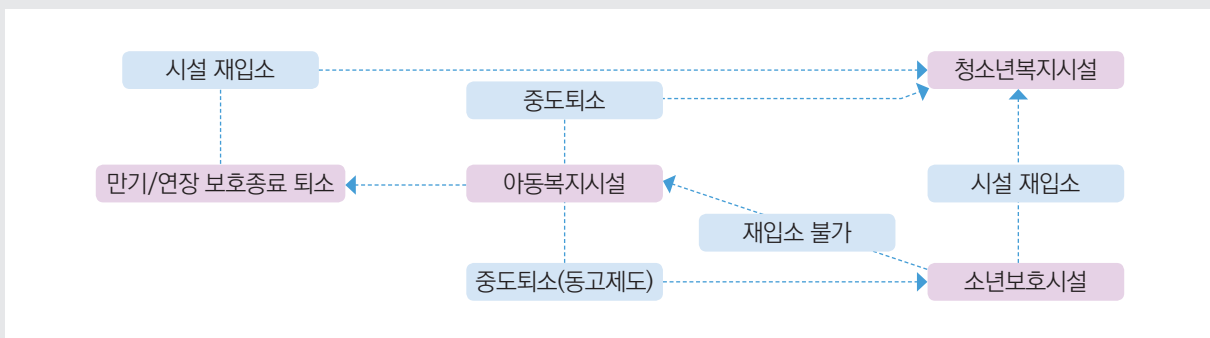 시설 재입소
청소년복지시설
중도퇴소
만기/연장 보호종료 퇴소
아동복지시설
시설 재입소
재입소 불가
중도퇴소(동고제도)
소년보호시설